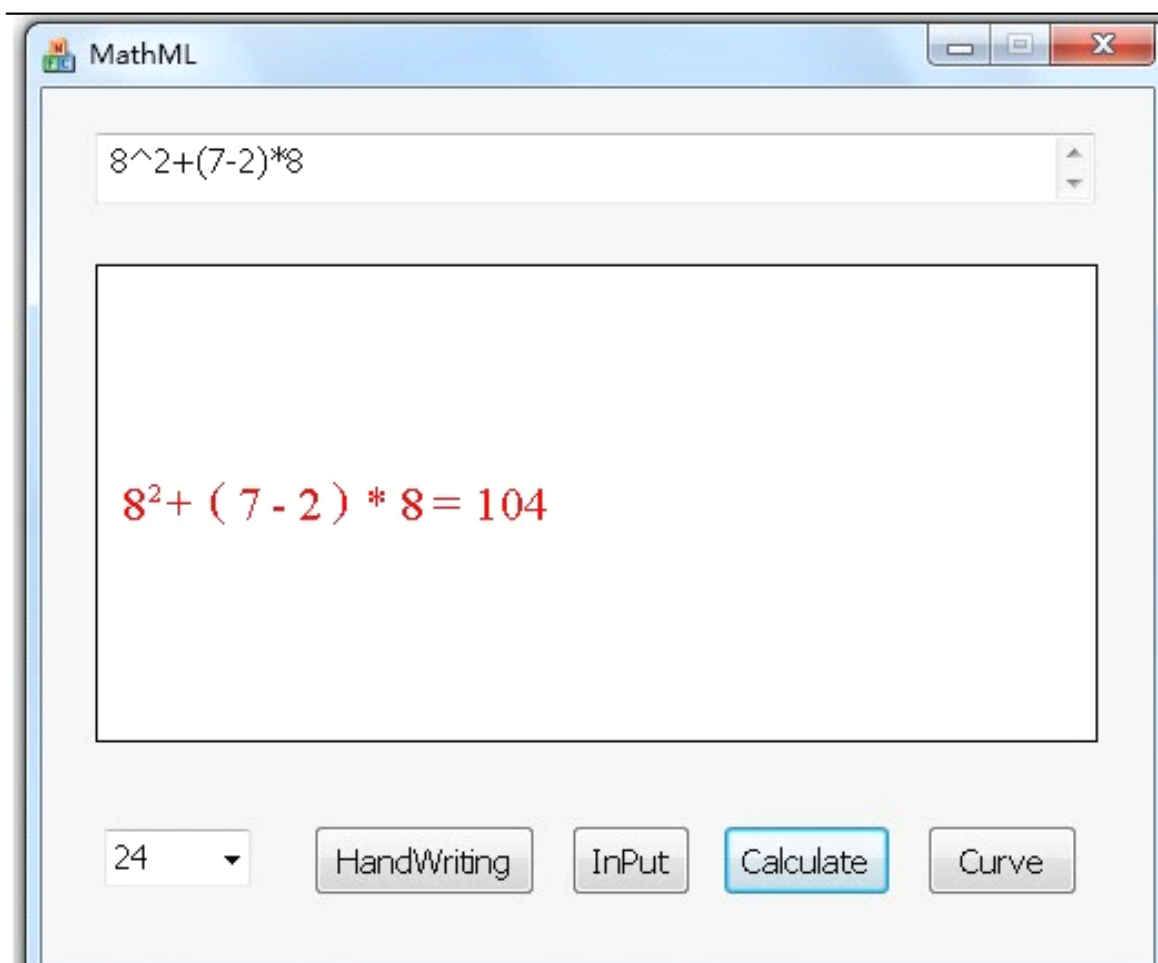 MathML
8^2+(7-2)*8
8²+ ( 7 - 2 ) * 8 = 104
24 HandWriting InPut Calculate Curve